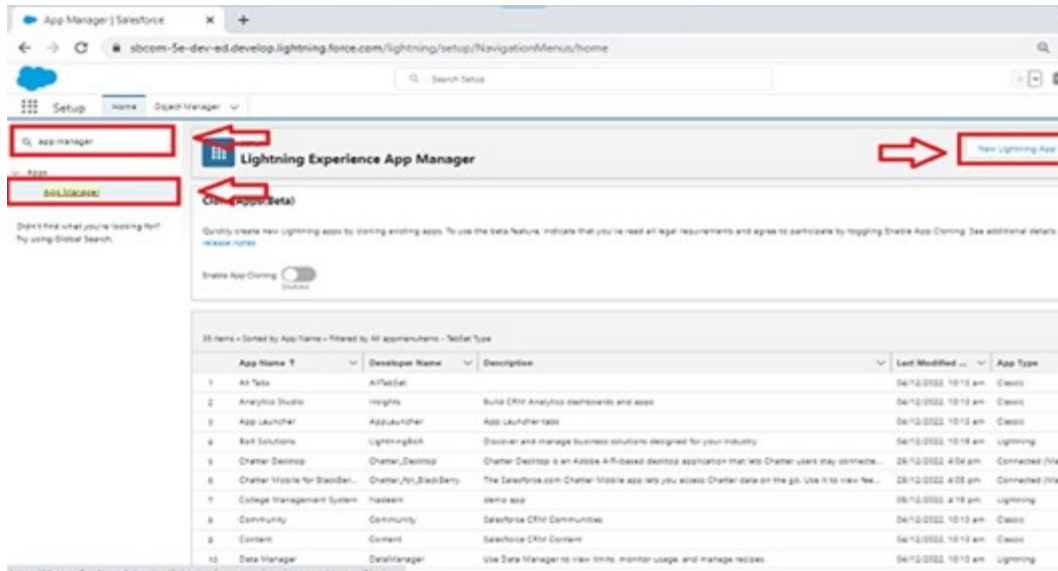 App Manager | Salesforce
sbcom-5e-dev-ed.develop.lightning.force.com/lightning/setup/NavigationMenus/home
Search Setup
Setup Home Object Manager
app manager
Apps
App Manager
Didn't find what you're looking for?
Try using Global Search.
Lightning Experience App Manager
New Lightning App
(Beta)
Quickly create new Lightning apps by cloning existing apps. To use the beta feature, indicate that you've read all legal requirements and agree to participate by toggling Enable App Cloning. See additional details
release notes.
Enable App Cloning
Disabled
35 items • Sorted by App Name • Filtered by All appmenuitems - TabSet Type
App Name ↑ Developer Name Description Last Modified ... App Type
1 All Tabs AllTabSet 04/12/2022, 10:13 am Classic
2 Analytics Studio Insights Build CRM Analytics dashboards and apps. 04/12/2022, 10:13 am Classic
3 App Launcher AppLauncher App Launcher tabs 04/12/2022, 10:13 am Classic
4 Bolt Solutions LightningBolt Discover and manage business solutions designed for your industry. 04/12/2022, 10:18 am Lightning
5 Chatter Desktop Chatter_Desktop Chatter Desktop is an Adobe AIR-based desktop application that lets Chatter users stay connecte... 28/12/2022, 4:04 pm Connected
6 Chatter Mobile for BlackBer... Chatter_for_BlackBerry The Salesforce.com Chatter Mobile app lets you access Chatter data on the go. Use it to view fee... 28/12/2022, 4:05 pm Connected
7 College Management System Nadeem demo app 08/12/2022, 4:18 pm Lightning
8 Community Community Salesforce CRM Communities 04/12/2022, 10:13 am Classic
9 Content Content Salesforce CRM Content 04/12/2022, 10:13 am Classic
10 Data Manager DataManager Use Data Manager to view limits, monitor usage, and manage recipes. 04/12/2022, 10:13 am Lightning